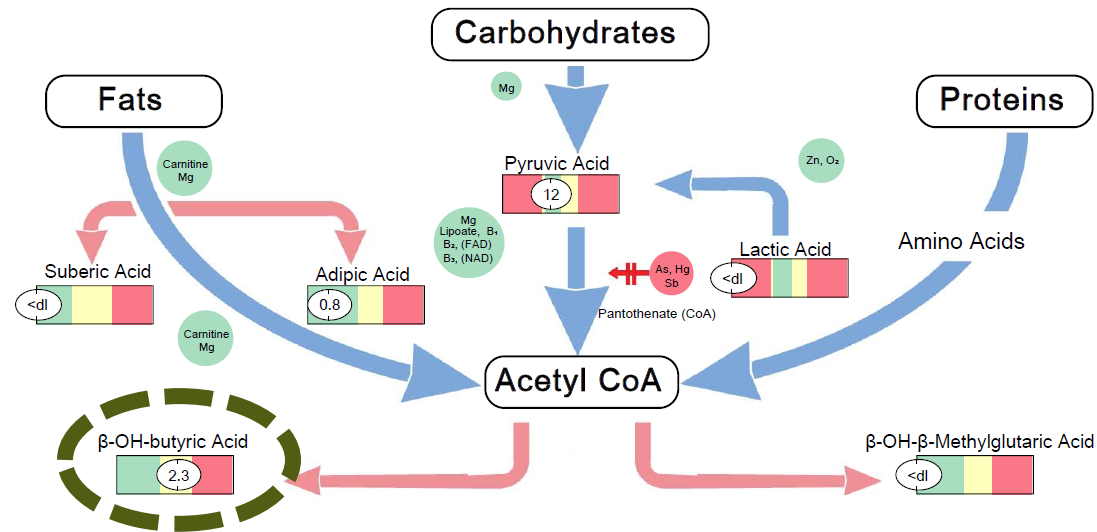 Carbohydrates
Fats
Proteins
Mg
Carnitine
Mg
Pyruvic Acid
12
Zn, O₂
Mg
Lipoate, B₁
B₂, (FAD)
B₃, (NAD)
Suberic Acid
<dl
Adipic Acid
0.8
As, Hg
Sb
Lactic Acid
<dl
Amino Acids
Pantothenate (CoA)
Carnitine
Mg
Acetyl CoA
β-OH-butyric Acid
2.3
β-OH-β-Methylglutaric Acid
<dl